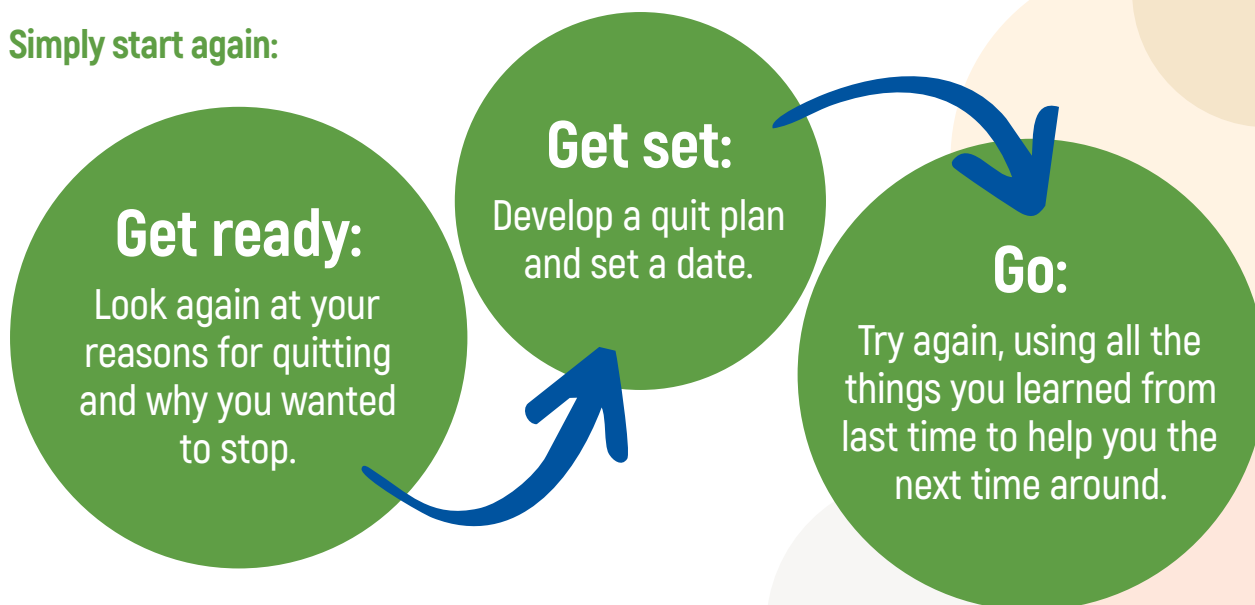 Simply start again:
Get ready:
Look again at your
reasons for quitting
and why you wanted
to stop.
Get set:
Develop a quit plan
and set a date.
Go:
Try again, using all the
things you learned from
last time to help you the
next time around.